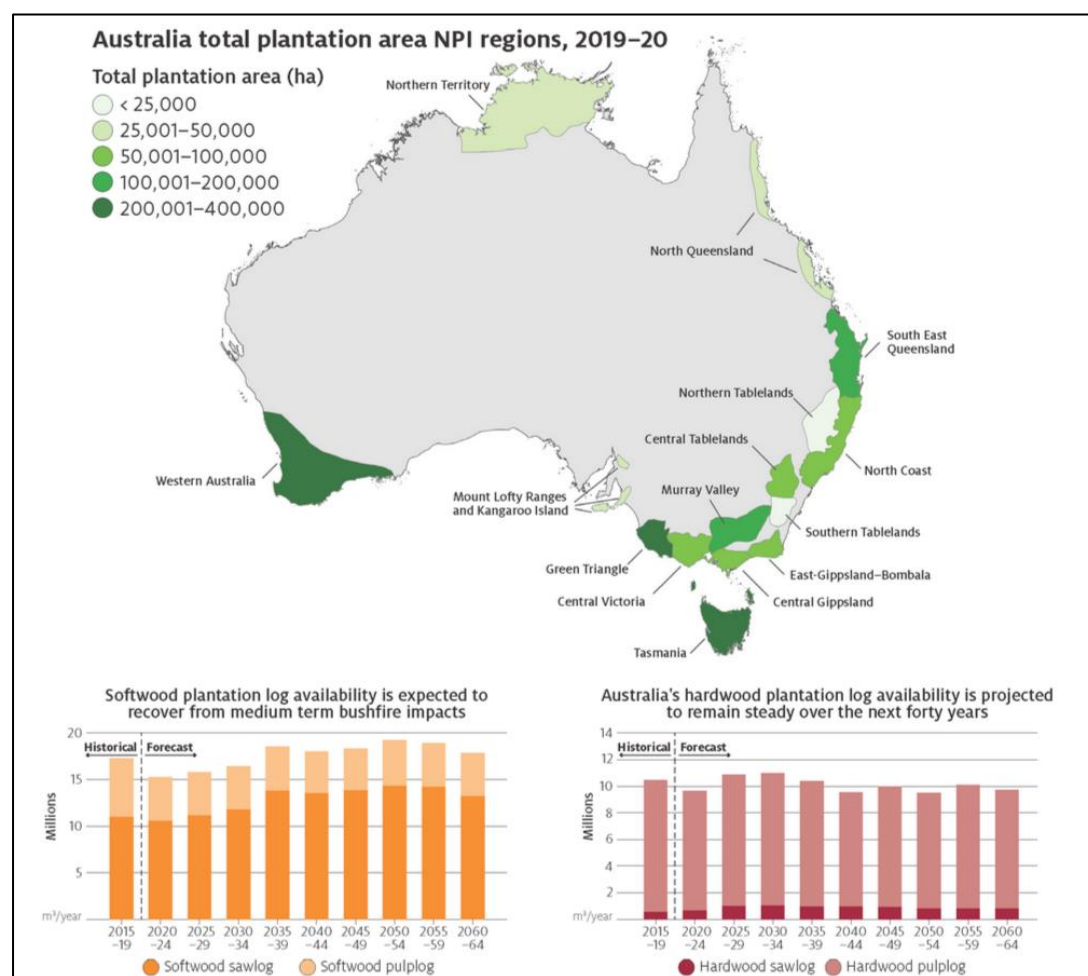 Australia total plantation area NPI regions, 2019–20
Total plantation area (ha)
< 25,000
25,001–50,000
50,001–100,000
100,001–200,000
200,001–400,000
Northern Territory
North Queensland
South East
Queensland
Northern Tablelands
Central Tablelands
North Coast
Western Australia
Mount Lofty Ranges
and Kangaroo Island
Murray Valley
Southern Tablelands
Green Triangle
East-Gippsland–Bombala
Central Victoria
Central Gippsland
Tasmania
Softwood plantation log availability is expected to
recover from medium term bushfire impacts
20
Historical
Forecast
15
Millions
10
5
m³/year
2015
–19
2020
–24
2025
–29
2030
–34
2035
–39
2040
–44
2045
–49
2050
–54
2055
–59
2060
–64
Softwood sawlog
Softwood pulplog
Australia's hardwood plantation log availability is projected
to remain steady over the next forty years
14
Historical
Forecast
12
10
Millions
8
6
4
2
m³/year
2015
–19
2020
–24
2025
–29
2030
–34
2035
–39
2040
–44
2045
–49
2050
–54
2055
–59
2060
–64
Hardwood sawlog
Hardwood pulplog